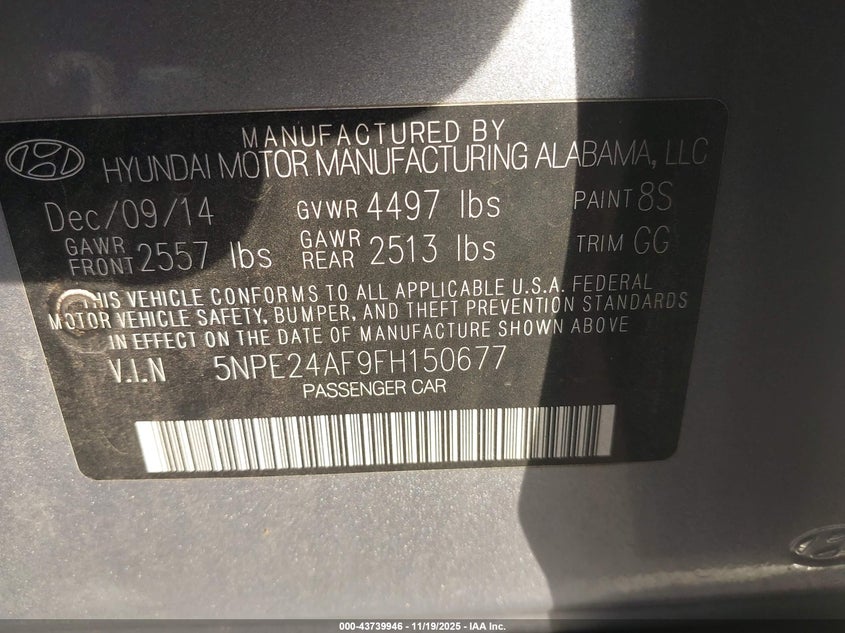 MANUFACTURED BY
HYUNDAI MOTOR MANUFACTURING ALABAMA, LLC
Dec/09/14 GVWR 4497 lbs PAINT 8S
GAWR FRONT 2557 lbs GAWR REAR 2513 lbs TRIM GG
THIS VEHICLE CONFORMS TO ALL APPLICABLE U.S.A. FEDERAL
MOTOR VEHICLE SAFETY, BUMPER, AND THEFT PREVENTION STANDARDS
IN EFFECT ON THE DATE OF MANUFACTURE SHOWN ABOVE
V.I.N 5NPE24AF9FH150677
PASSENGER CAR
000-43739946 - 11/19/2025 - IAA Inc.